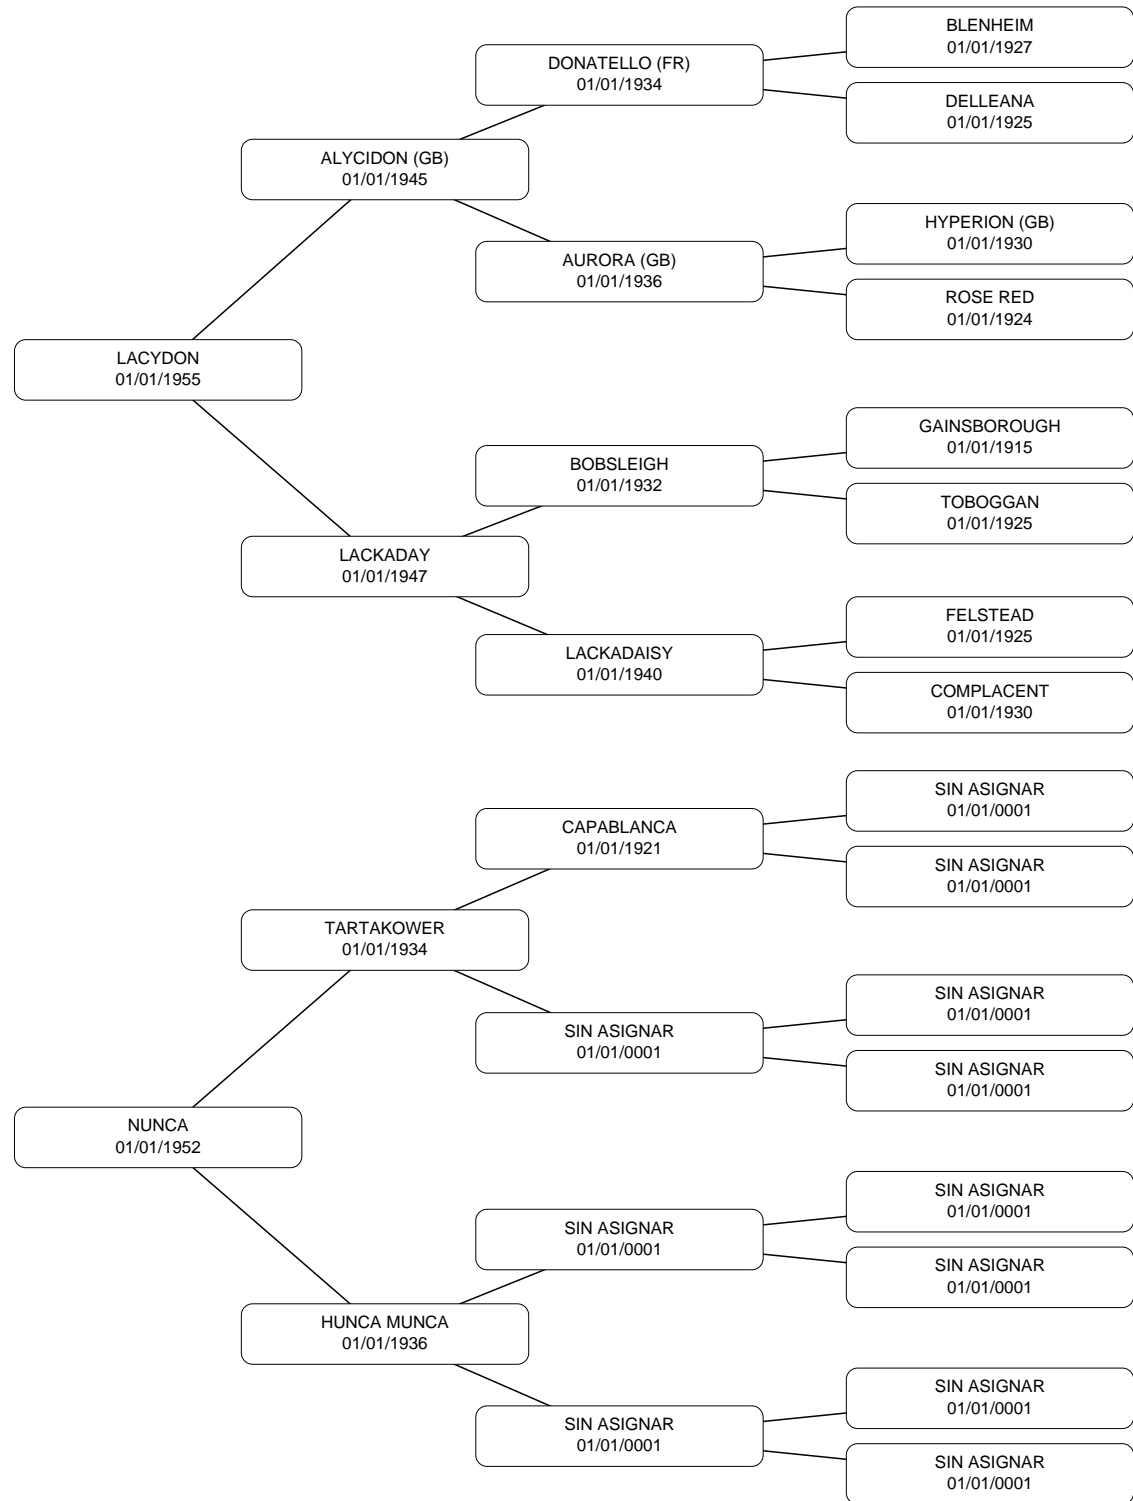 BLENHEIM
01/01/1927
DONATELLO (FR)
01/01/1934
DELLEANA
01/01/1925
ALYCIDON (GB)
01/01/1945
HYPERION (GB)
01/01/1930
AURORA (GB)
01/01/1936
ROSE RED
01/01/1924
LACYDON
01/01/1955
GAINSBOROUGH
01/01/1915
BOBSLEIGH
01/01/1932
TOBOGGAN
01/01/1925
LACKADAY
01/01/1947
FELSTEAD
01/01/1925
LACKADAISY
01/01/1940
COMPLACENT
01/01/1930
SIN ASIGNAR
01/01/0001
CAPABLANCA
01/01/1921
SIN ASIGNAR
01/01/0001
TARTAKOWER
01/01/1934
SIN ASIGNAR
01/01/0001
SIN ASIGNAR
01/01/0001
SIN ASIGNAR
01/01/0001
NUNCA
01/01/1952
SIN ASIGNAR
01/01/0001
SIN ASIGNAR
01/01/0001
SIN ASIGNAR
01/01/0001
HUNCA MUNCA
01/01/1936
SIN ASIGNAR
01/01/0001
SIN ASIGNAR
01/01/0001
SIN ASIGNAR
01/01/0001